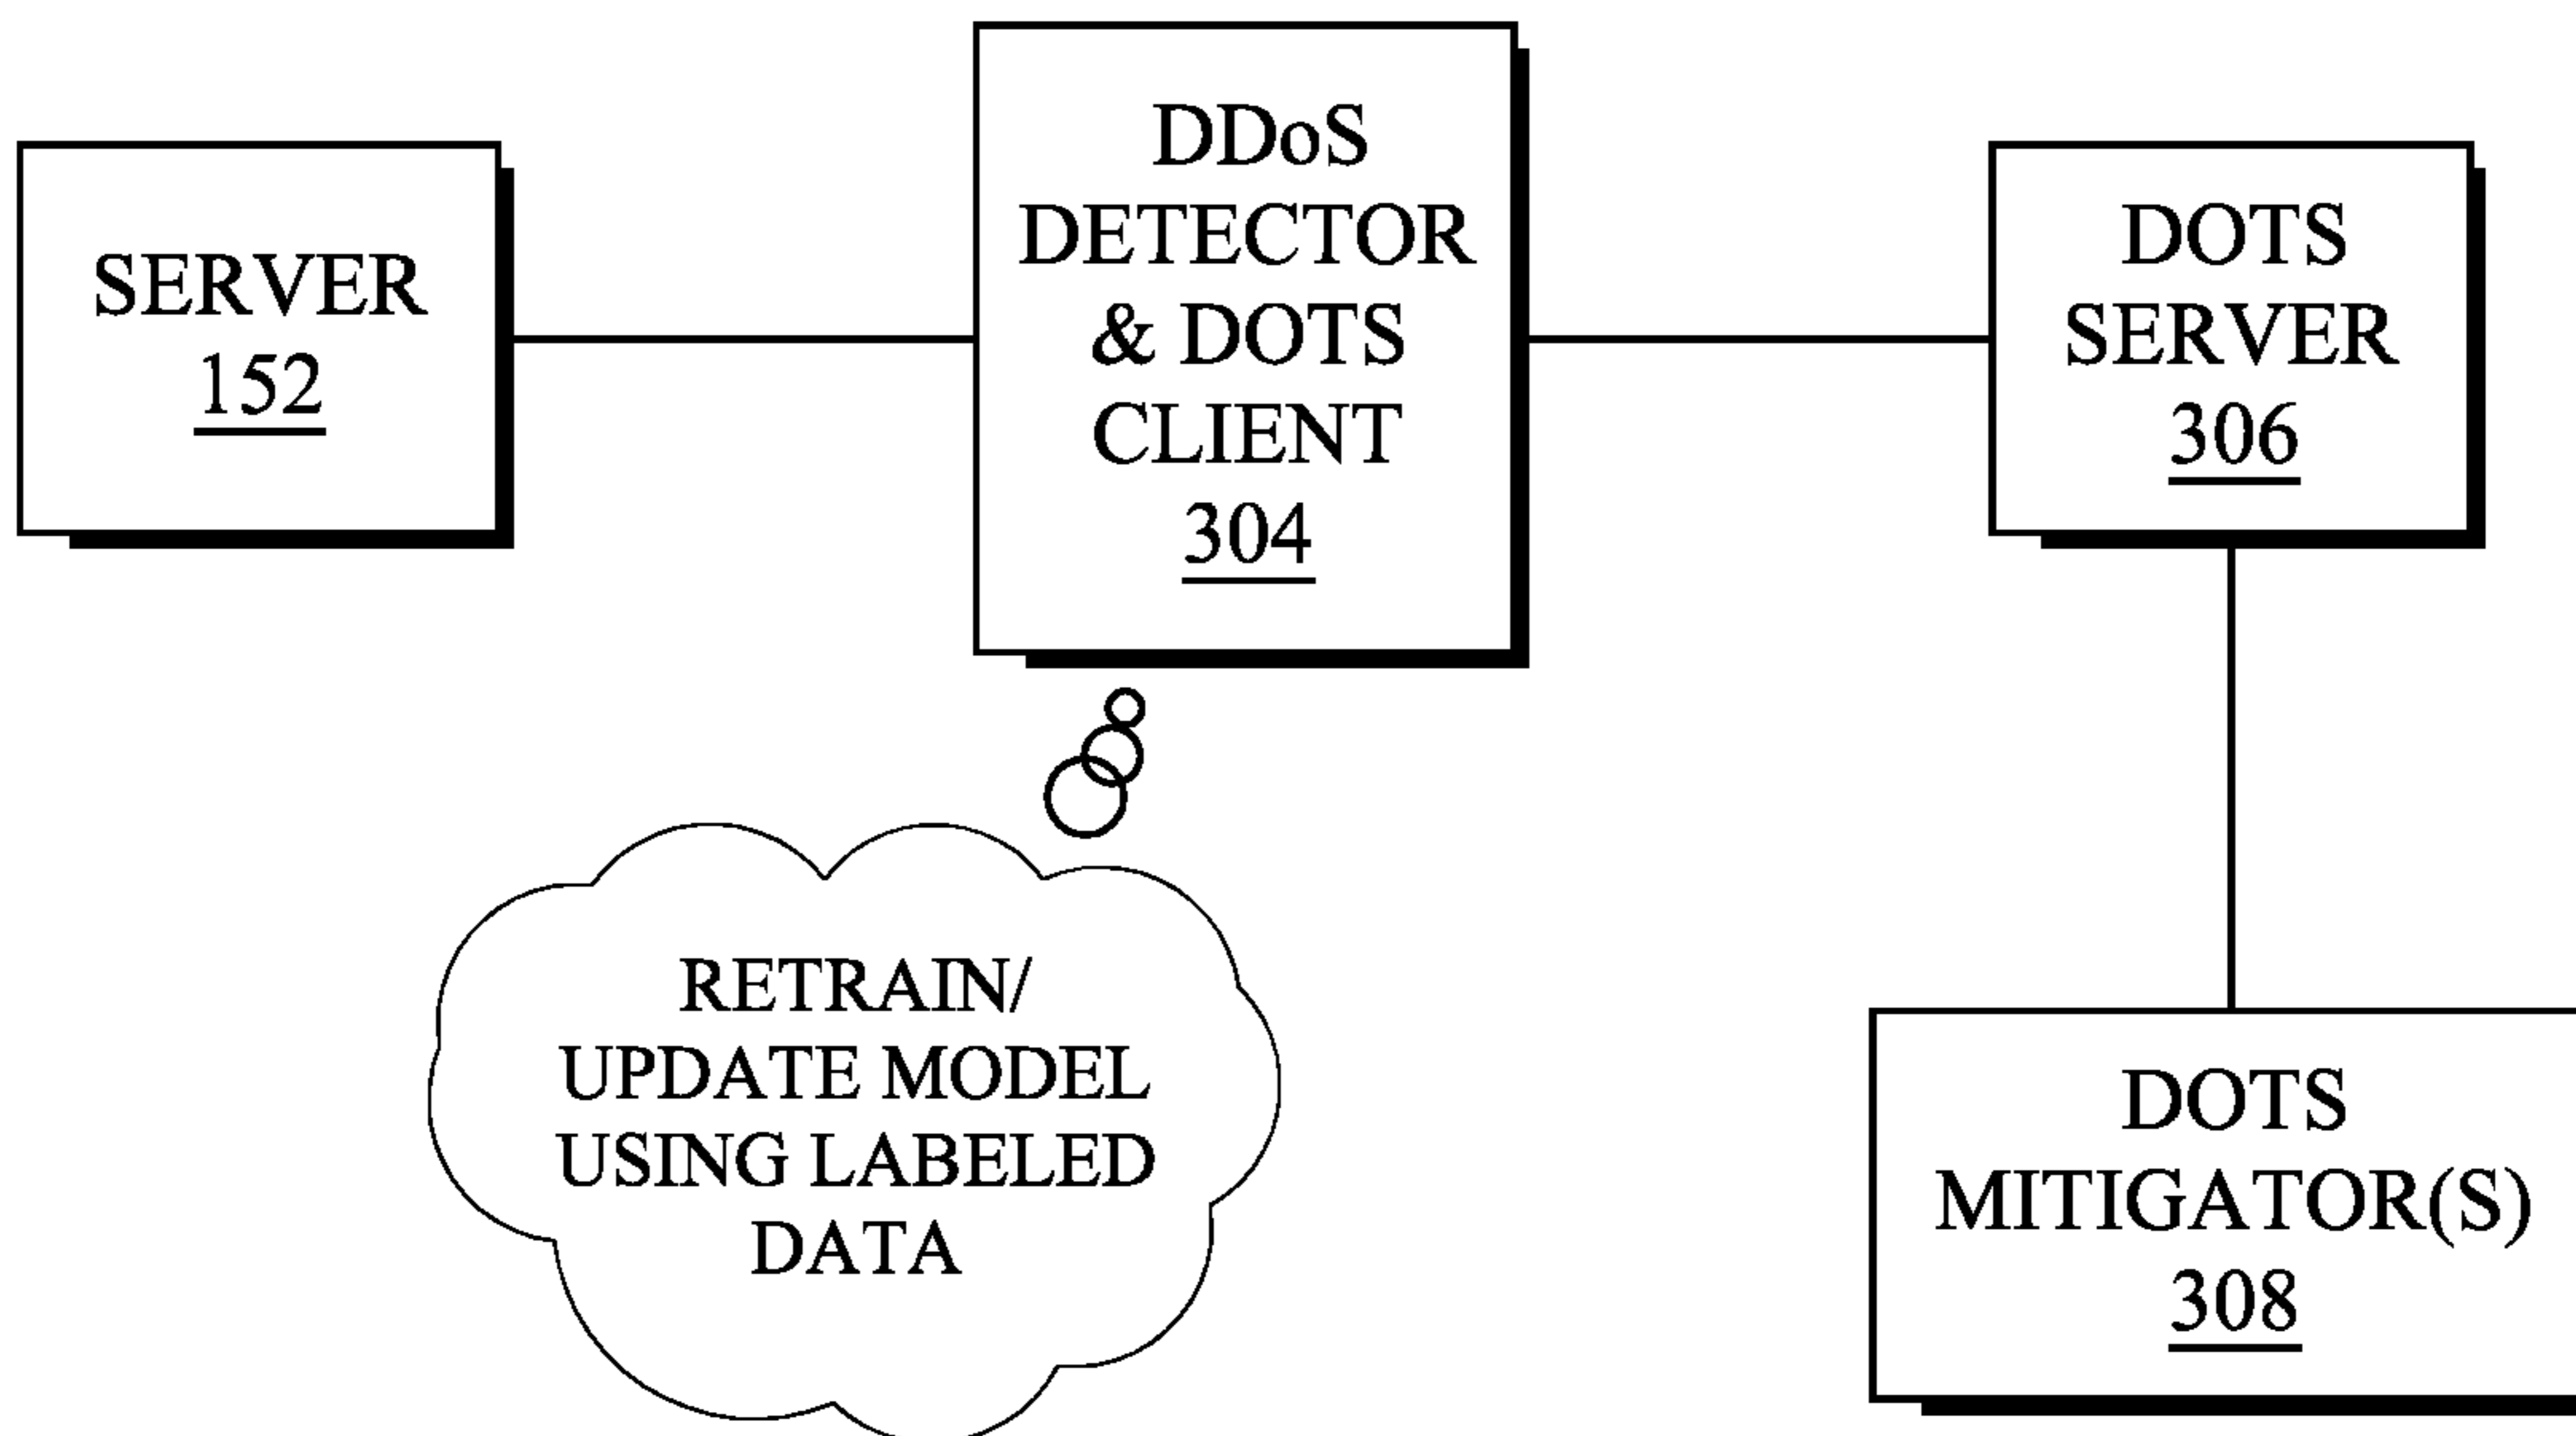 SERVER
152
DDoS
DETECTOR
& DOTS
CLIENT
304
DOTS
SERVER
306
RETRAIN/
UPDATE MODEL
USING LABELED
DATA
DOTS
MITIGATOR(S)
308